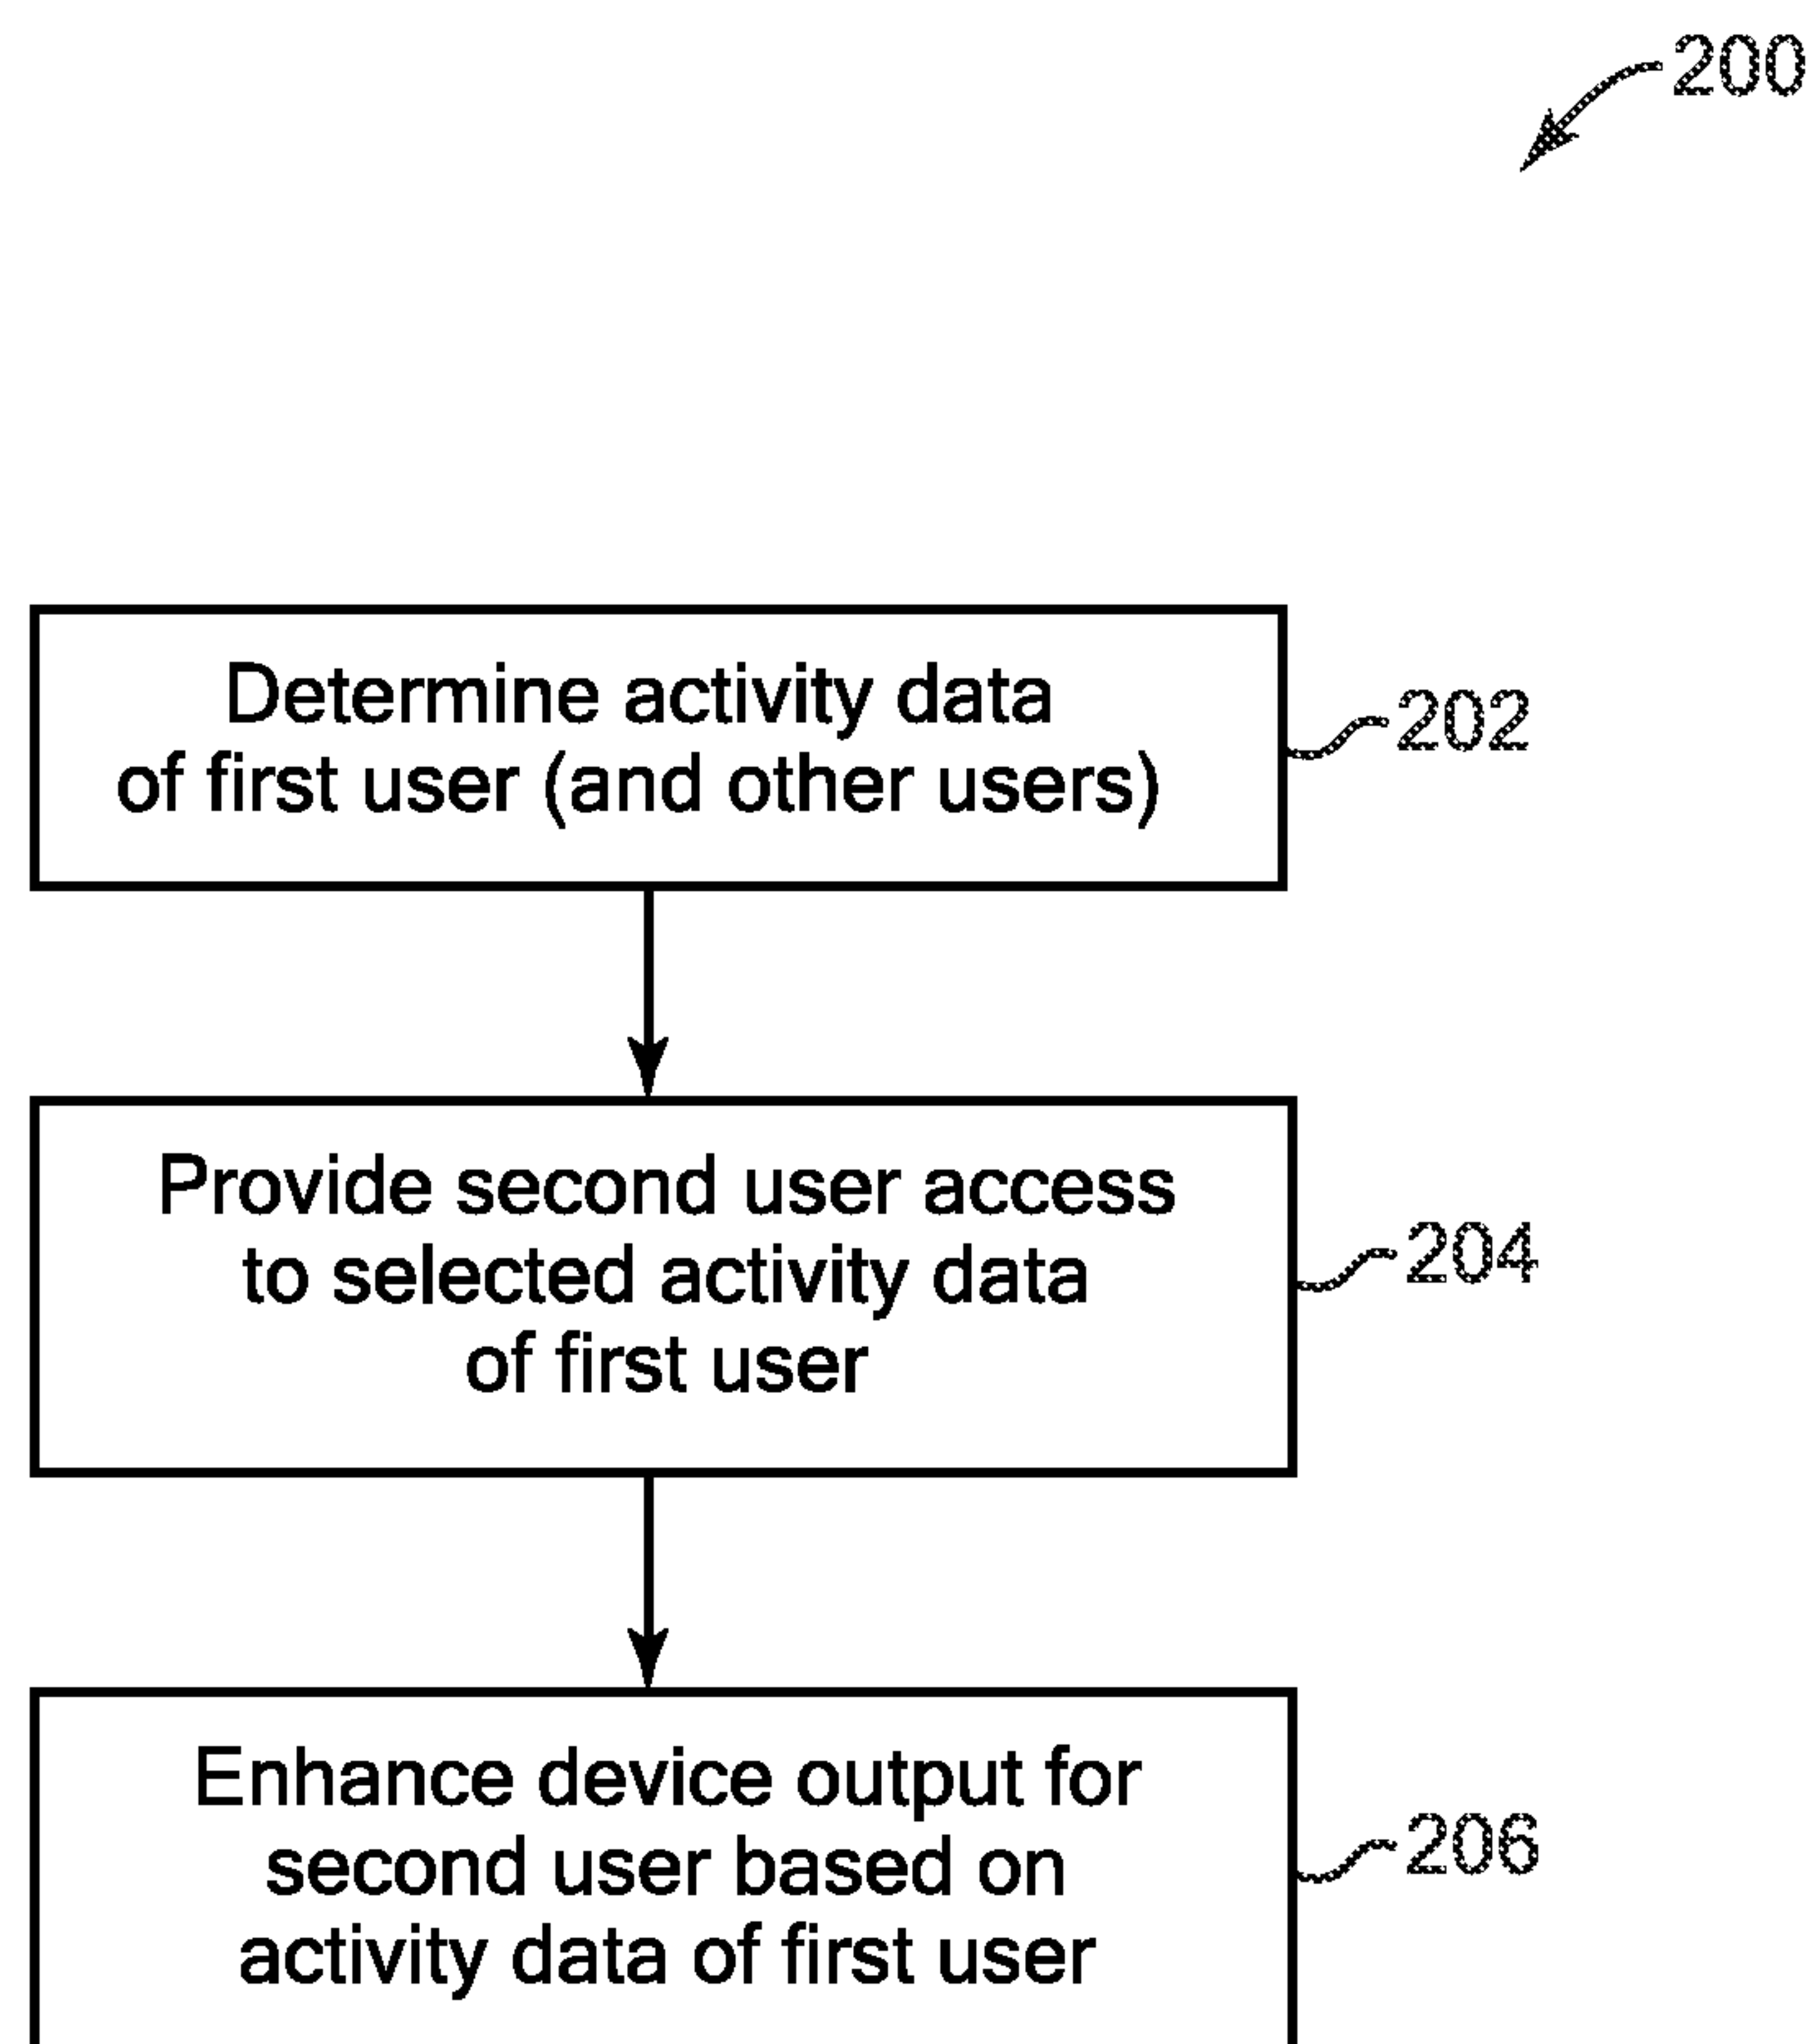 200
Determine activity data
of first user (and other users)
202
Provide second user access
to selected activity data
of first user
204
Enhance device output for
second user based on
activity data of first user
206